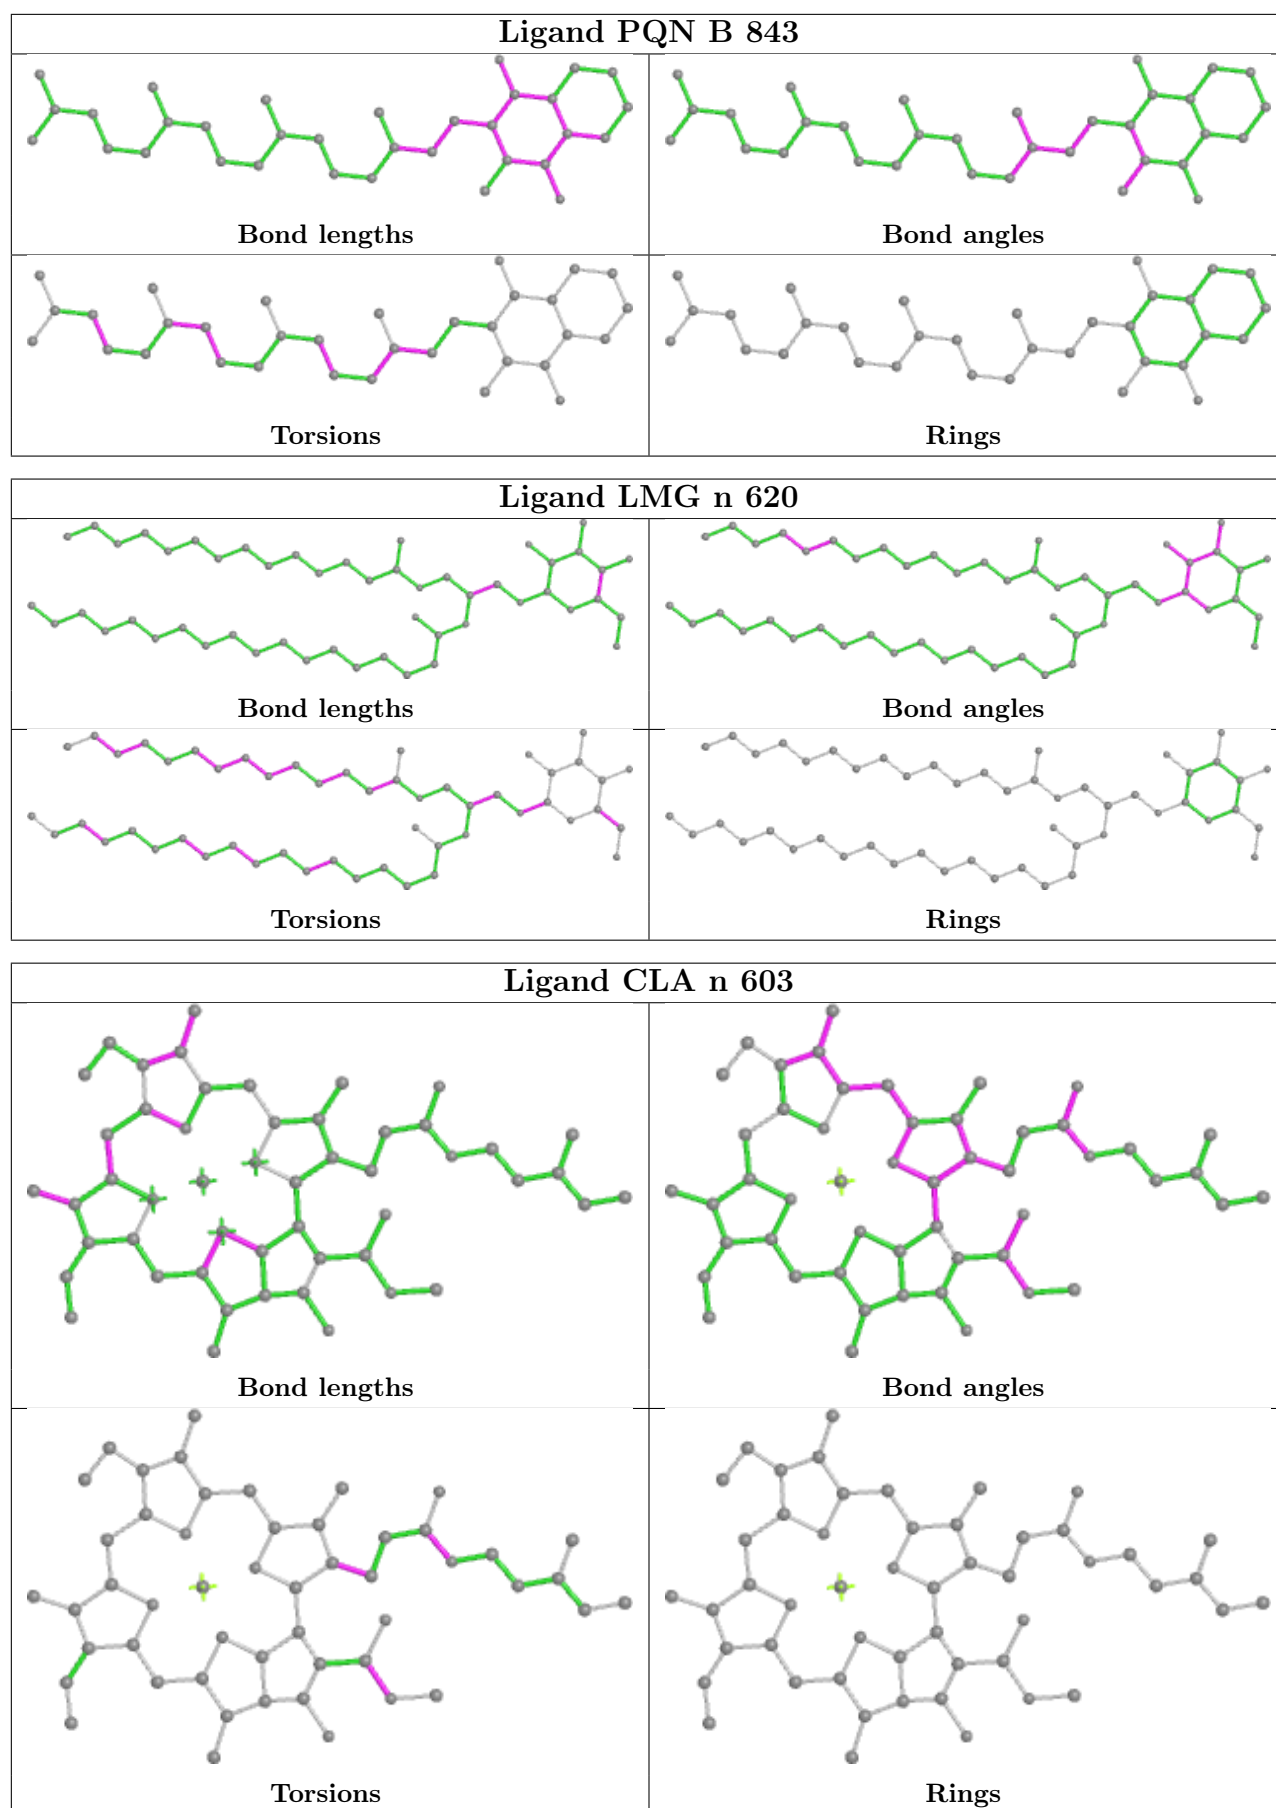 Ligand PQN B 843
Bond lengths
Bond angles
Torsions
Rings
Ligand LMG n 620
Bond lengths
Bond angles
Torsions
Rings
Ligand CLA n 603
Bond lengths
Bond angles
Torsions
Rings